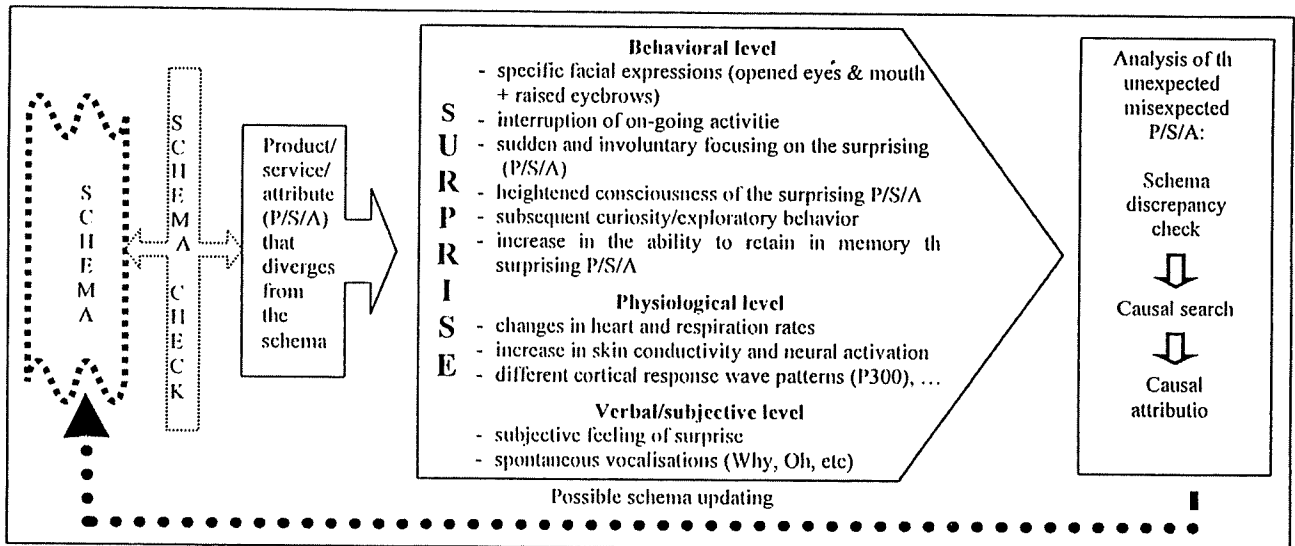 SCHEMA
SCHEMA CHECK
Product/
service/
attribute
(P/S/A)
that
diverges
from
the
schema
SURPRISE
Behavioral level
- specific facial expressions (opened eyes & mouth
+ raised eyebrows)
- interruption of on-going activitie
- sudden and involuntary focusing on the surprising
(P/S/A)
- heightened consciousness of the surprising P/S/A
- subsequent curiosity/exploratory behavior
- increase in the ability to retain in memory th
surprising P/S/A
Physiological level
- changes in heart and respiration rates
- increase in skin conductivity and neural activation
- different cortical response wave patterns (P300), ...
Verbal/subjective level
- subjective feeling of surprise
- spontaneous vocalisations (Why, Oh, etc)
Analysis of th
unexpected
misexpected
P/S/A:
Schema
discrepancy
check
Causal search
Causal
attributio
Possible schema updating